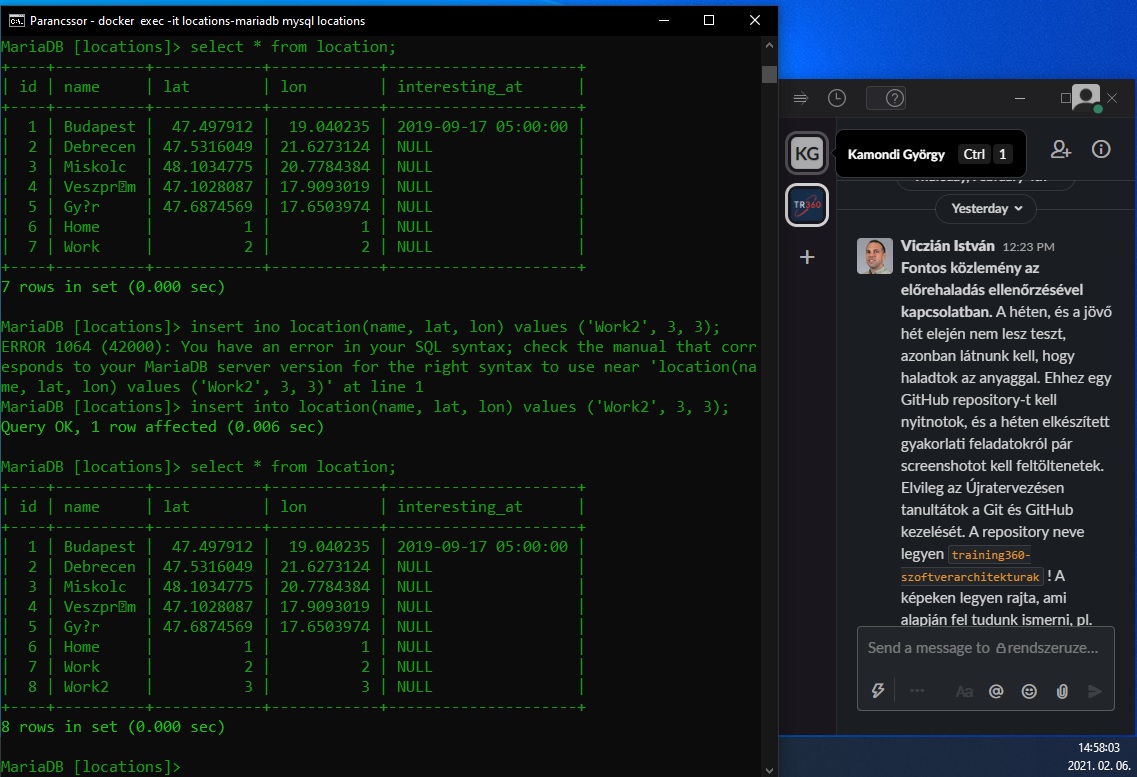 Parancssor - docker exec -it locations-mariadb mysql locations
MariaDB [locations]> select * from location;
+----+----------+------------+------------+---------------------+
| id | name     | lat        | lon        | interesting_at      |
+----+----------+------------+------------+---------------------+
|  1 | Budapest |  47.497912 |  19.040235 | 2019-09-17 05:00:00 |
|  2 | Debrecen | 47.5316049 | 21.6273124 | NULL                |
|  3 | Miskolc  | 48.1034775 | 20.7784384 | NULL                |
|  4 | Veszpr⍰m | 47.1028087 | 17.9093019 | NULL                |
|  5 | Gy?r     | 47.6874569 | 17.6503974 | NULL                |
|  6 | Home     |          1 |          1 | NULL                |
|  7 | Work     |          2 |          2 | NULL                |
+----+----------+------------+------------+---------------------+
7 rows in set (0.000 sec)
MariaDB [locations]> insert ino location(name, lat, lon) values ('Work2', 3, 3);
ERROR 1064 (42000): You have an error in your SQL syntax; check the manual that corr
esponds to your MariaDB server version for the right syntax to use near 'location(na
me, lat, lon) values ('Work2', 3, 3)' at line 1
MariaDB [locations]> insert into location(name, lat, lon) values ('Work2', 3, 3);
Query OK, 1 row affected (0.006 sec)
MariaDB [locations]> select * from location;
+----+----------+------------+------------+---------------------+
| id | name     | lat        | lon        | interesting_at      |
+----+----------+------------+------------+---------------------+
|  1 | Budapest |  47.497912 |  19.040235 | 2019-09-17 05:00:00 |
|  2 | Debrecen | 47.5316049 | 21.6273124 | NULL                |
|  3 | Miskolc  | 48.1034775 | 20.7784384 | NULL                |
|  4 | Veszpr⍰m | 47.1028087 | 17.9093019 | NULL                |
|  5 | Gy?r     | 47.6874569 | 17.6503974 | NULL                |
|  6 | Home     |          1 |          1 | NULL                |
|  7 | Work     |          2 |          2 | NULL                |
|  8 | Work2    |          3 |          3 | NULL                |
+----+----------+------------+------------+---------------------+
8 rows in set (0.000 sec)
MariaDB [locations]>
KG
Kamondi György Ctrl 1
TR360
Yesterday
Viczián István 12:23 PM
Fontos közlemény az
előrehaladás ellenőrzésével
kapcsolatban. A héten, és a jövő
hét elején nem lesz teszt,
azonban látnunk kell, hogy
haladtok az anyaggal. Ehhez egy
GitHub repository-t kell
nyitnotok, és a héten elkészített
gyakorlati feladatokról pár
screenshotot kell feltöltenetek.
Elvileg az Újratervezésen
tanultátok a Git és GitHub
kezelését. A repository neve
legyen training360-
szoftverarchitekturak ! A
képeken legyen rajta, ami
alapján fel tudunk ismerni, pl.
Send a message to rendszeruze...
Aa @
14:58:03
2021. 02. 06.